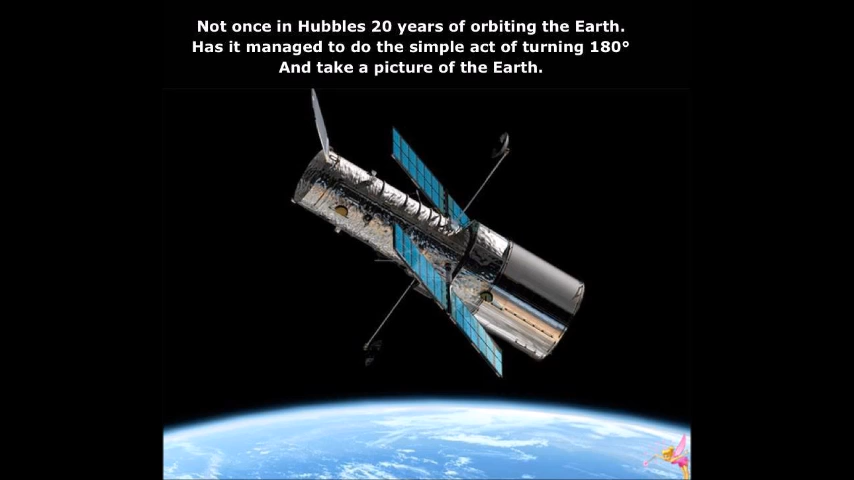 Not once in Hubbles 20 years of orbiting the Earth.
Has it managed to do the simple act of turning 180°
And take a picture of the Earth.